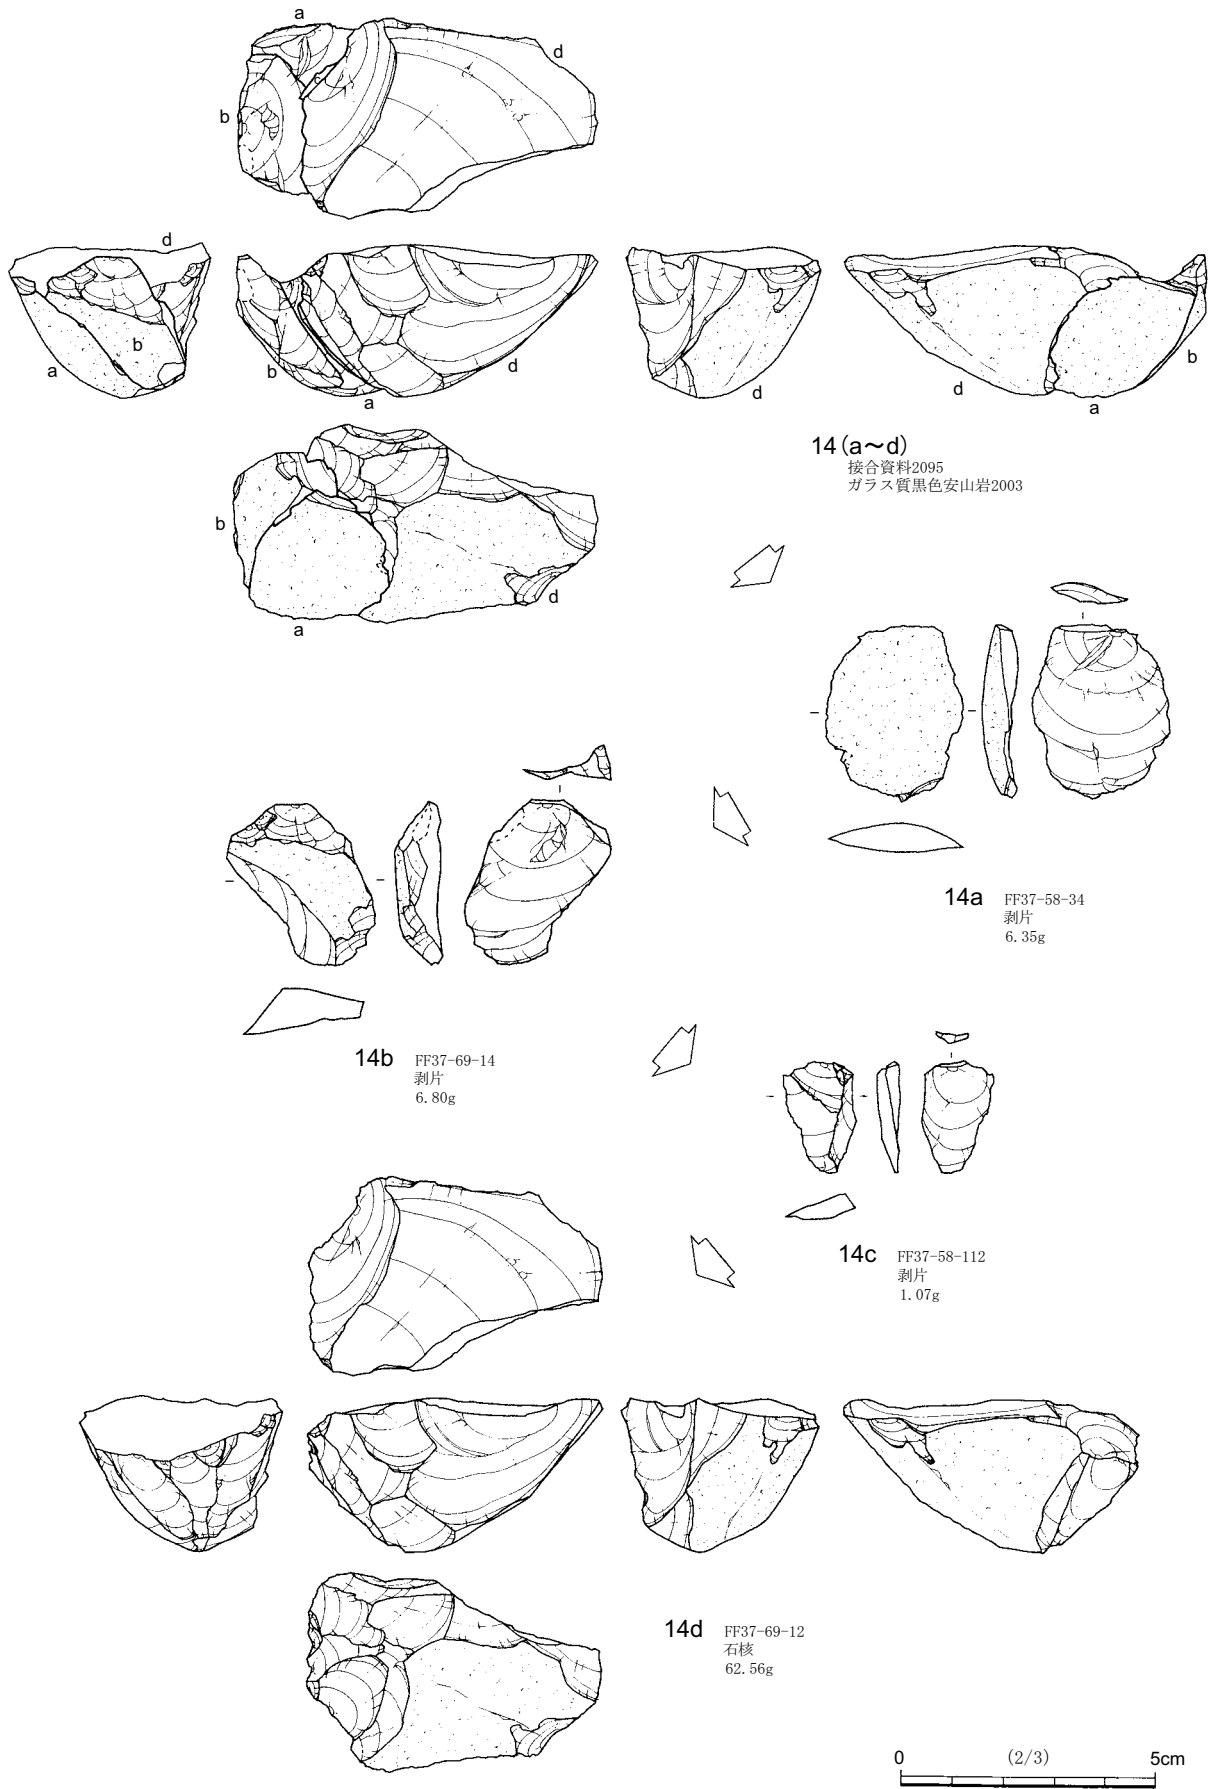 a
d
b
d
b
a
b
a
d
d
d
a
b
14 (a～d)
接合資料2095
ガラス質黒色安山岩2003
b
a
d
14a FF37-58-34
剥片
6.35g
14b FF37-69-14
剥片
6.80g
14c FF37-58-112
剥片
1.07g
14d FF37-69-12
石核
62.56g
0 (2/3) 5cm